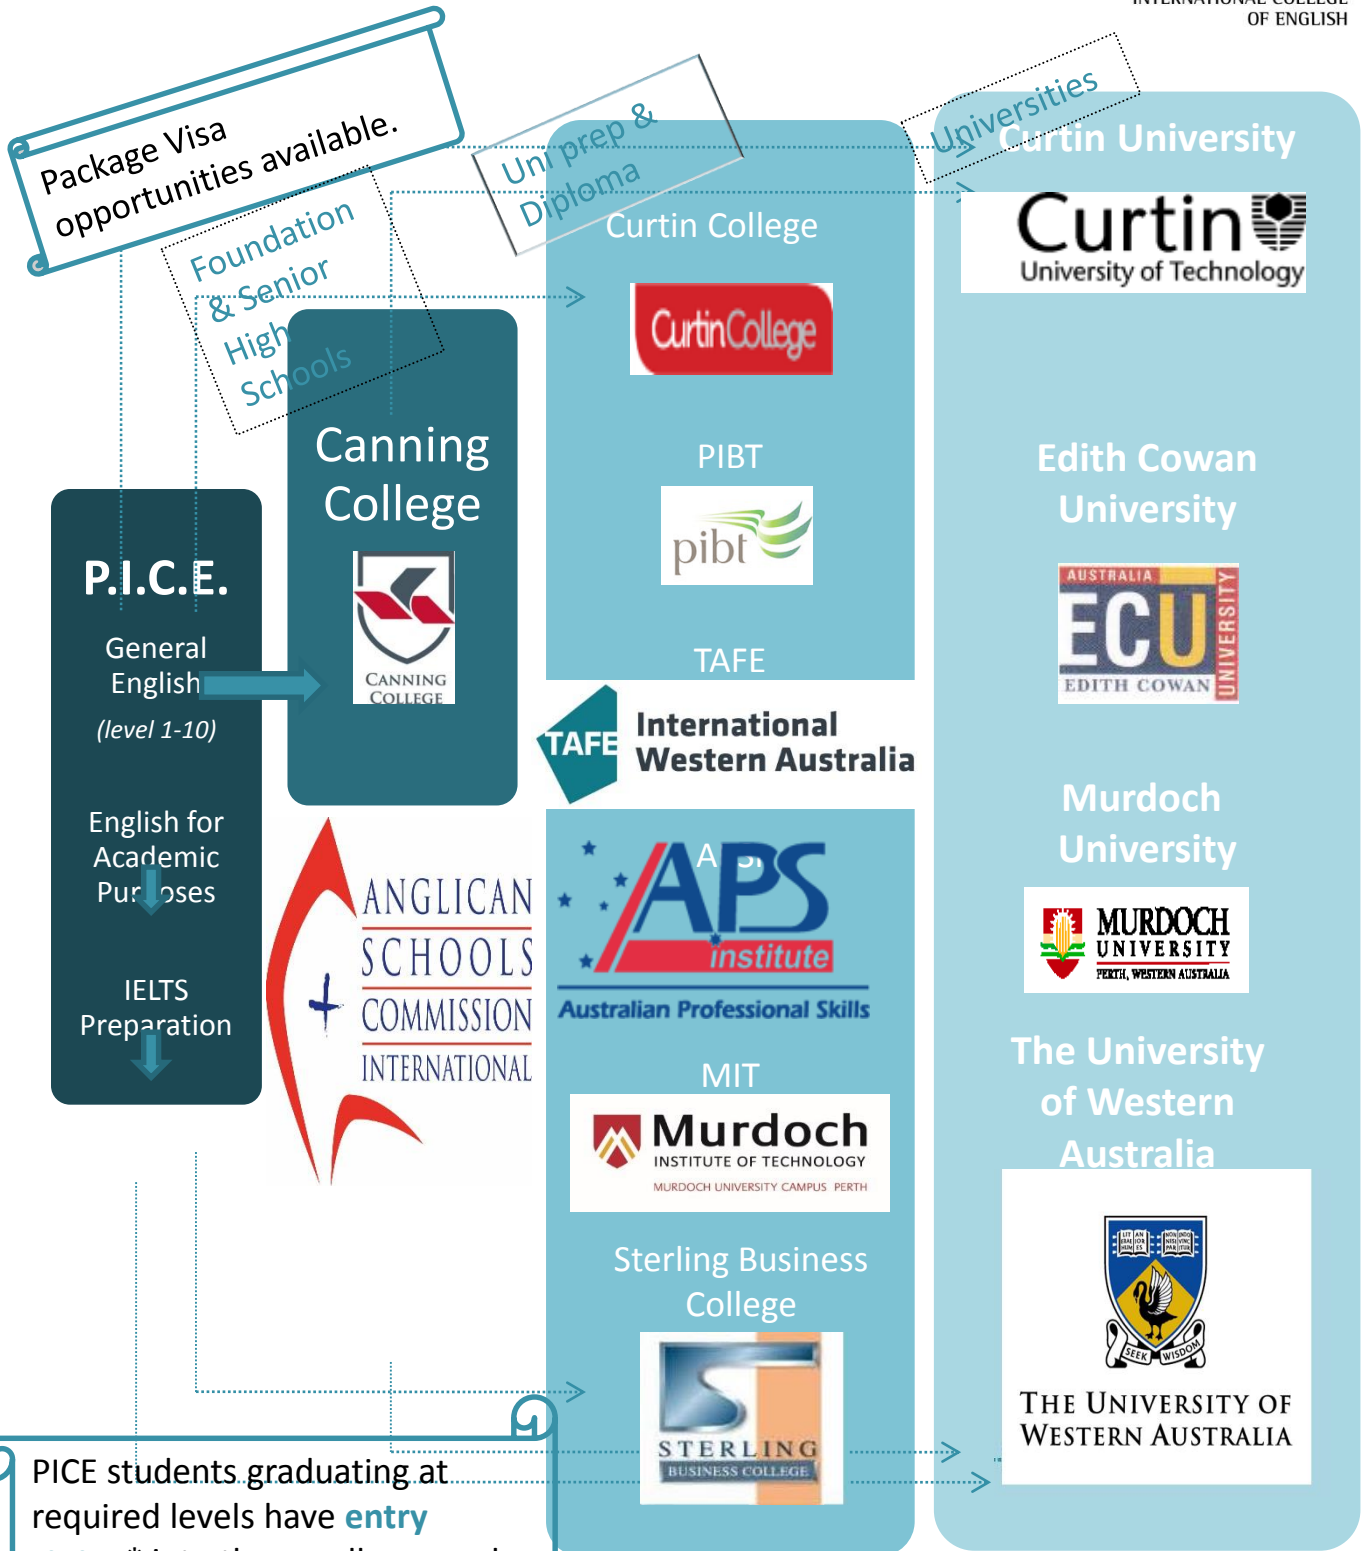 INTERNATIONAL COLLEGE
OF ENGLISH
Package Visa
opportunities available.
Foundation
& Senior
High
Schools
Uni prep &
Diploma
Universities
P.I.C.E.
General
English
(level 1-10)
English for
Academic
Purposes
IELTS
Preparation
Canning
College
CANNING
COLLEGE
ANGLICAN
SCHOOLS
COMMISSION
INTERNATIONAL
Curtin College
CurtinCollege
PIBT
pibt
TAFE
TAFE
International
Western Australia
APS
institute
Australian Professional Skills
MIT
Murdoch
INSTITUTE OF TECHNOLOGY
MURDOCH UNIVERSITY CAMPUS PERTH
Sterling Business
College
STERLING
BUSINESS COLLEGE
Curtin University
Curtin
University of Technology
Edith Cowan
University
AUSTRALIA
ECU
EDITH COWAN
UNIVERSITY
Murdoch
University
MURDOCH
UNIVERSITY
PERTH, WESTERN AUSTRALIA
The University
of Western
Australia
SEEK WISDOM
THE UNIVERSITY OF
WESTERN AUSTRALIA
PICE students graduating at
required levels have entry